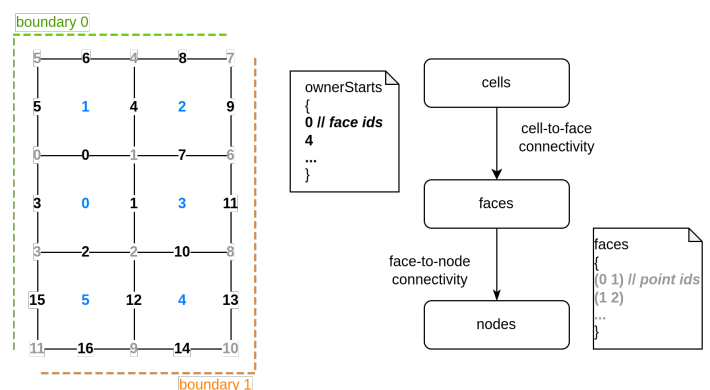 boundary 0
5 6 4 8 7
5 1 4 2 9
0 0 1 7 6
3 0 1 3 11
3 2 2 10 8
15 5 12 4 13
11 16 9 14 10
boundary 1
ownerStarts
{
0 // face ids
4
...
}
cells
cell-to-face
connectivity
faces
face-to-node
connectivity
nodes
faces
{
(0 1) // point ids
(1 2)
...
}